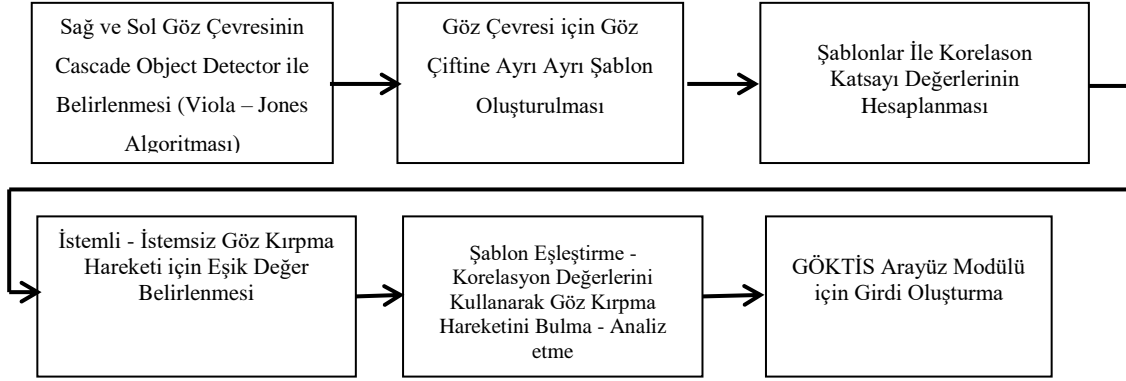 Sağ ve Sol Göz Çevresinin
Cascade Object Detector ile
Belirlenmesi (Viola – Jones
Algoritması)
Göz Çevresi için Göz
Çiftine Ayrı Ayrı Şablon
Oluşturulması
Şablonlar İle Korelason
Katsayı Değerlerinin
Hesaplanması
İstemli - İstemsiz Göz Kırpma
Hareketi için Eşik Değer
Belirlenmesi
Şablon Eşleştirme -
Korelasyon Değerlerini
Kullanarak Göz Kırpma
Hareketini Bulma - Analiz
etme
GÖKTİS Arayüz Modülü
için Girdi Oluşturma